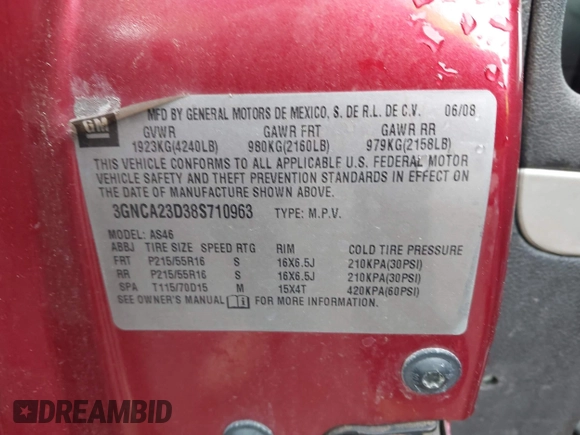 GM
MFD BY GENERAL MOTORS DE MEXICO, S. DE R.L. DE C.V. 06/08
GVWR GAWR FRT GAWR RR
1923KG(4240LB) 980KG(2160LB) 979KG(2158LB)
THIS VEHICLE CONFORMS TO ALL APPLICABLE U.S. FEDERAL MOTOR
VEHICLE SAFETY AND THEFT PREVENTION STANDARDS IN EFFECT ON
THE DATE OF MANUFACTURE SHOWN ABOVE.
3GNCA23D38S710963 TYPE: M.P.V.
MODEL: AS46
ABBJ TIRE SIZE SPEED RTG RIM COLD TIRE PRESSURE
FRT P215/55R16 S 16X6.5J 210KPA(30PSI)
RR P215/55R16 S 16X6.5J 210KPA(30PSI)
SPA T115/70D15 M 15X4T 420KPA(60PSI)
SEE OWNER'S MANUAL i FOR MORE INFORMATION.
DREAMBID